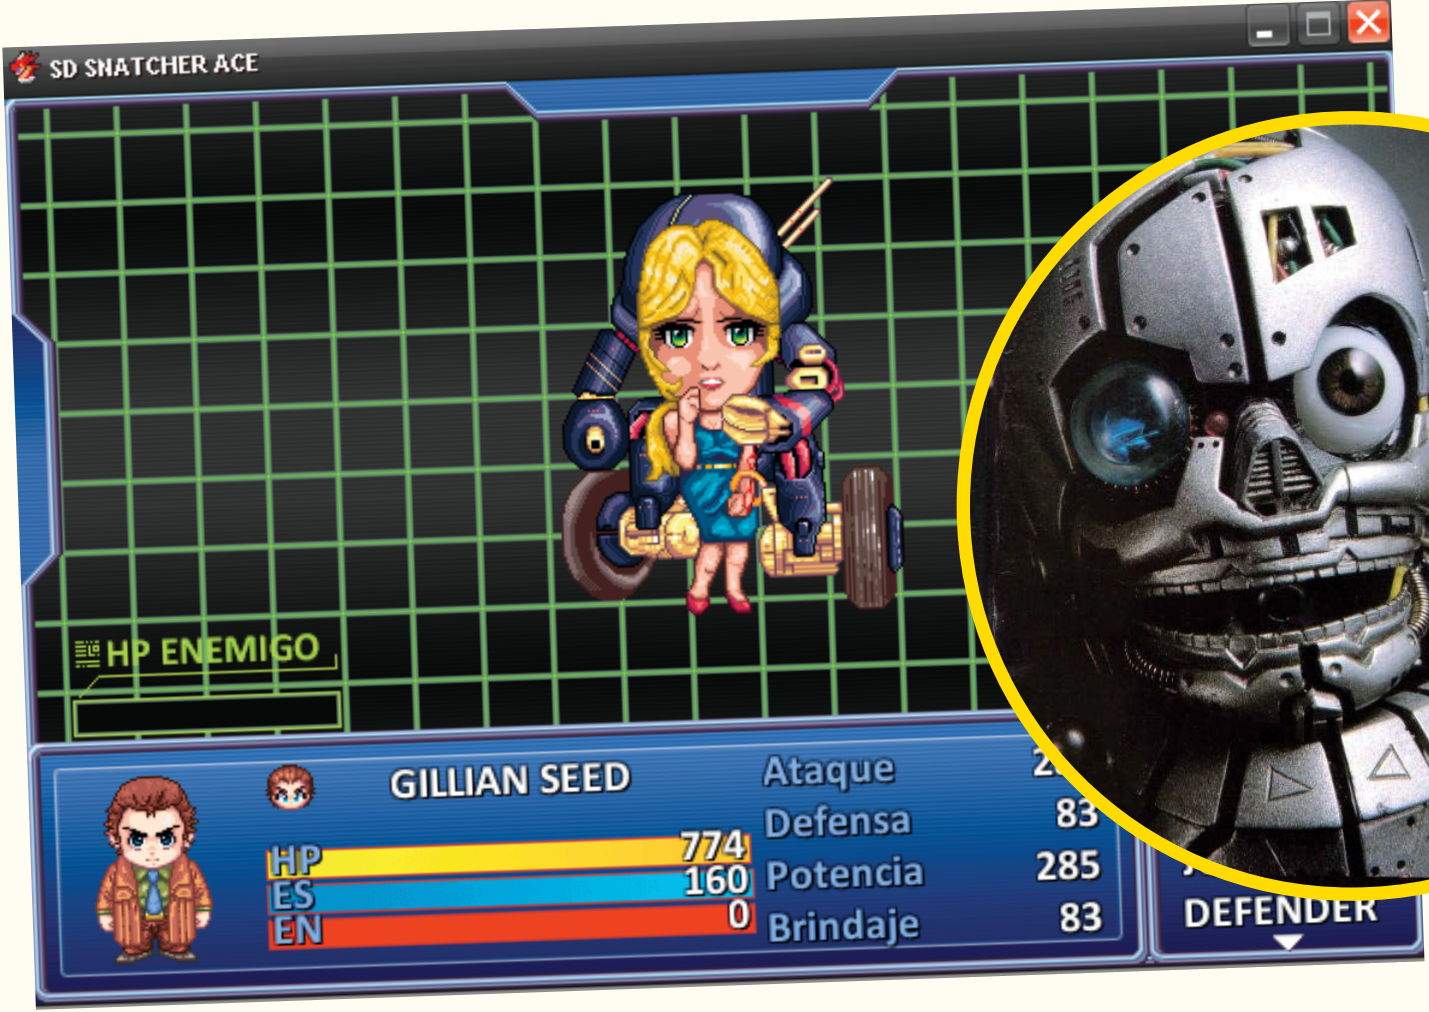 SD SNATCHER ACE
HP ENEMIGO
GILLIAN SEED
HP 774
ES 160
EN 0
Ataque
Defensa 83
Potencia 285
Brindaje 83
DEFENDER